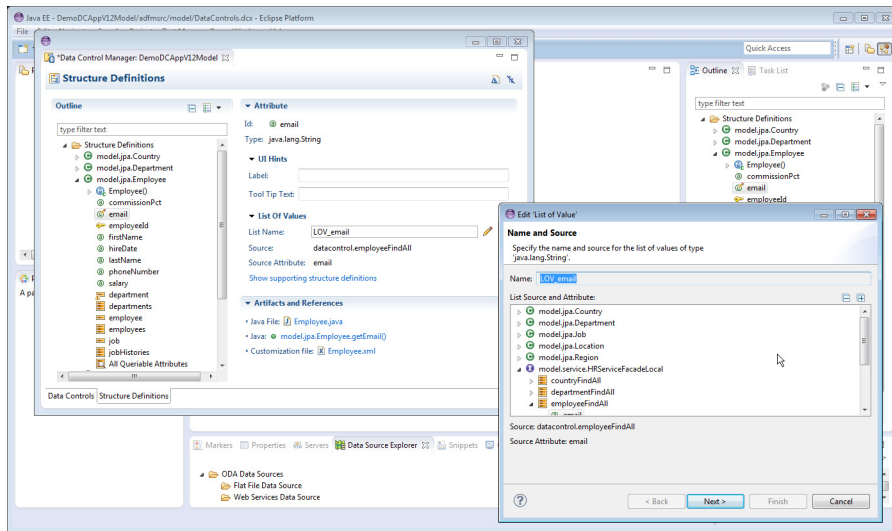 Java EE - DemoDCAppV12Model/adfmsrc/model/DataControls.dcx - Eclipse Platform
File
Quick Access
*Data Control Manager: DemoDCAppV12Model
Structure Definitions
Outline
type filter text
Structure Definitions
model.jpa.Country
model.jpa.Department
model.jpa.Employee
Employee()
commissionPct
email
employeeId
firstName
hireDate
lastName
phoneNumber
salary
department
departments
employee
employees
job
jobHistories
All Queriable Attributes
Data Controls
Structure Definitions
Attribute
Id: email
Type: java.lang.String
UI Hints
Label:
Tool Tip Text:
List Of Values
List Name: LOV_email
Source: datacontrol.employeeFindAll
Source Attribute: email
Show supporting structure definitions
Artifacts and References
Java File: Employee.java
Java: model.jpa.Employee.getEmail()
Customization file: Employee.xml
Outline
Task List
type filter text
Structure Definitions
model.jpa.Country
model.jpa.Department
model.jpa.Employee
Employee()
commissionPct
email
employeeId
Edit 'List of Value'
Name and Source
Specify the name and source for the list of values of type
'java.lang.String'.
Name: LOV_email
List Source and Attribute:
model.jpa.Country
model.jpa.Department
model.jpa.Job
model.jpa.Location
model.jpa.Region
model.service.HRServiceFacadeLocal
countryFindAll
departmentFindAll
employeeFindAll
email
Source: datacontrol.employeeFindAll
Source Attribute: email
< Back
Next >
Finish
Cancel
A pa
Markers
Properties
Servers
Data Source Explorer
Snippets
ODA Data Sources
Flat File Data Source
Web Services Data Source